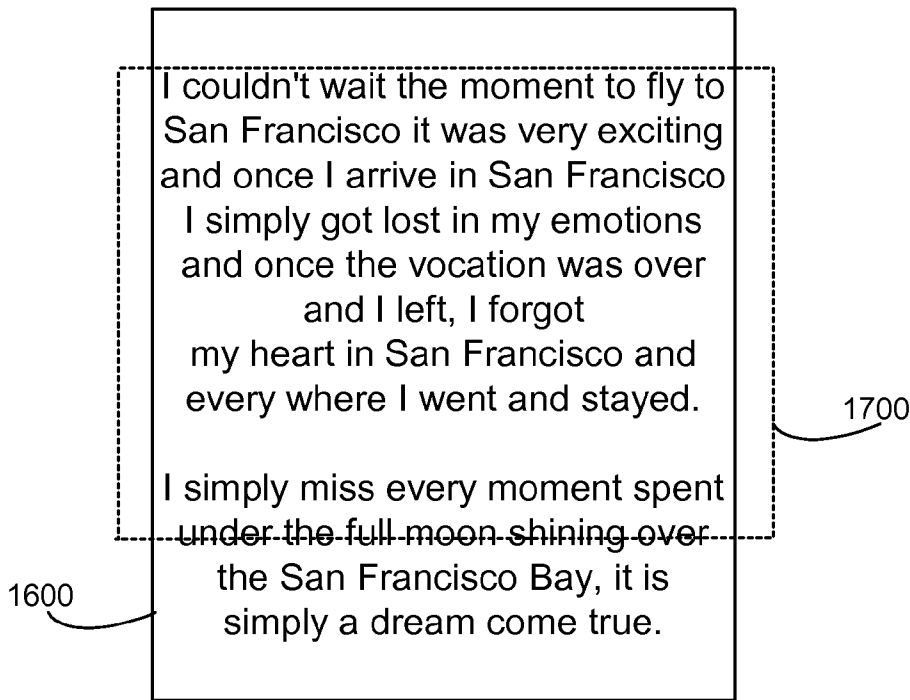 I couldn't wait the moment to fly to
San Francisco it was very exciting
and once I arrive in San Francisco
I simply got lost in my emotions
and once the vocation was over
and I left, I forgot
my heart in San Francisco and
every where I went and stayed.
1700
I simply miss every moment spent
under the full moon shining over
the San Francisco Bay, it is
1600
simply a dream come true.